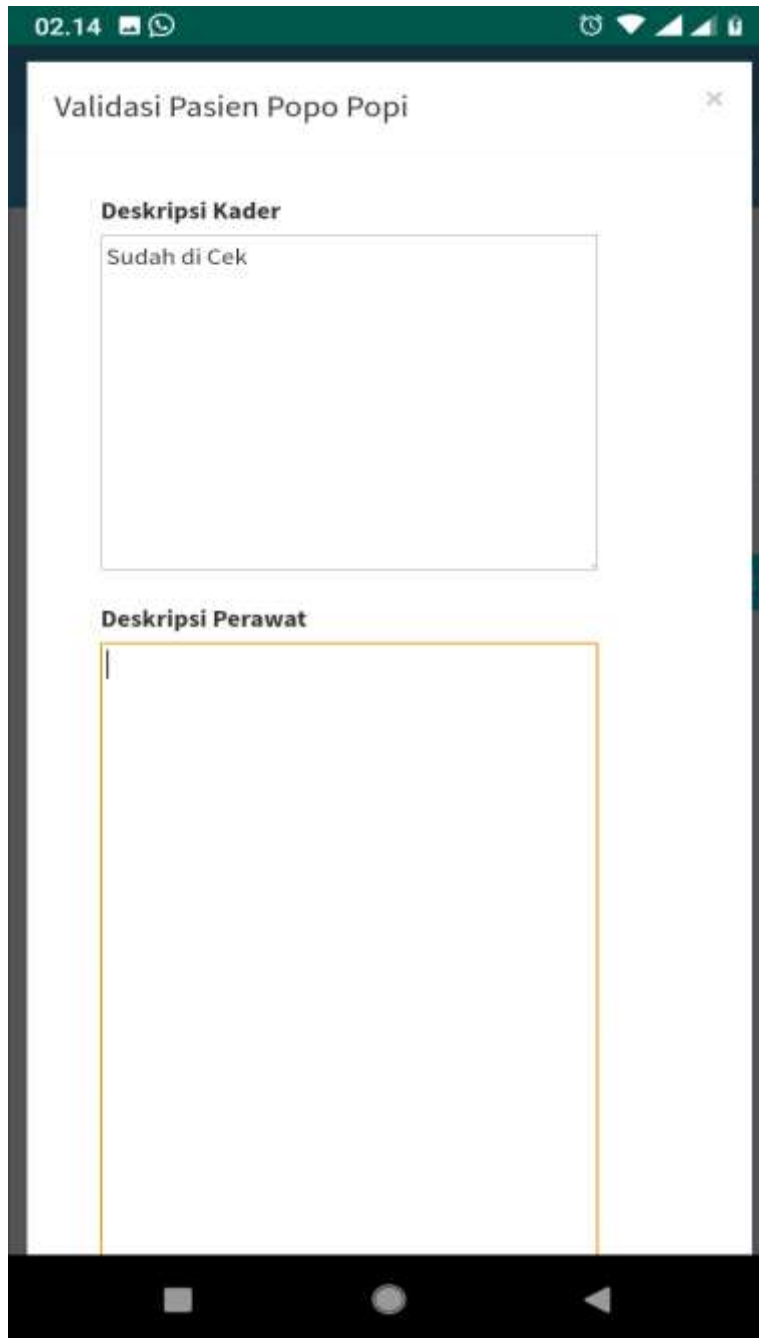 02.14
Validasi Pasien Popo Popi ×
Deskripsi Kader
Sudah di Cek
Deskripsi Perawat